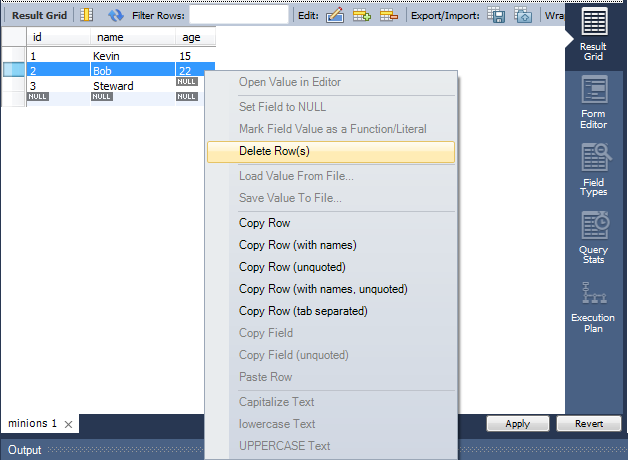 Result Grid Filter Rows: Edit: Export/Import: Wrap
id name age
1 Kevin 15
2 Bob 22
3 Steward NULL
NULL NULL
Open Value in Editor
Set Field to NULL
Mark Field Value as a Function/Literal
Delete Row(s)
Load Value From File...
Save Value To File...
Copy Row
Copy Row (with names)
Copy Row (unquoted)
Copy Row (with names, unquoted)
Copy Row (tab separated)
Copy Field
Copy Field (unquoted)
Paste Row
Capitalize Text
lowercase Text
UPPERCASE Text
Result
Grid
Form
Editor
Field
Types
Query
Stats
Execution
Plan
minions 1 Apply Revert
Output